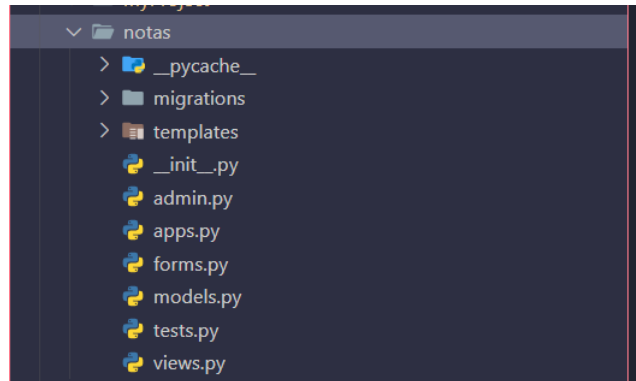 notas
__pycache__
migrations
templates
__init__.py
admin.py
apps.py
forms.py
models.py
tests.py
views.py